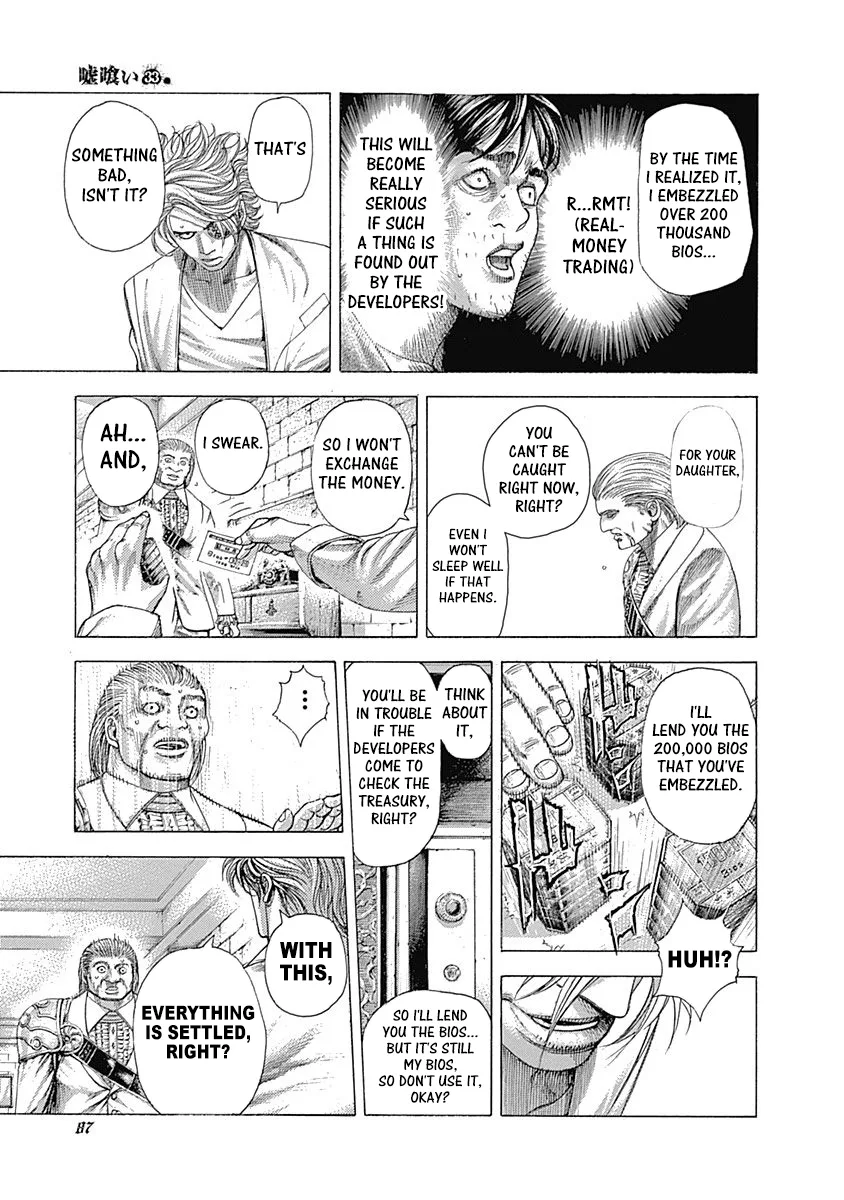 嘘喰い 33
BY THE TIME
I REALIZED IT,
I EMBEZZLED
OVER 200
THOUSAND
BIOS...
R...RMT!
(REAL-
MONEY
TRADING)
THIS WILL
BECOME
REALLY
SERIOUS
IF SUCH
A THING IS
FOUND OUT
BY THE
DEVELOPERS!
THAT'S
SOMETHING
BAD,
ISN'T IT?
FOR YOUR
DAUGHTER,
YOU
CAN'T BE
CAUGHT
RIGHT NOW,
RIGHT?
EVEN I
WON'T
SLEEP WELL
IF THAT
HAPPENS.
SO I WON'T
EXCHANGE
THE MONEY.
I SWEAR.
AH...
AND,
I'LL
LEND YOU THE
200,000 BIOS
THAT YOU'VE
EMBEZZLED.
HUH!?
THINK
ABOUT IT,
YOU'LL BE
IN TROUBLE
IF THE
DEVELOPERS
COME TO
CHECK THE
TREASURY,
RIGHT?
SO I'LL LEND
YOU THE BIOS...
BUT IT'S STILL
MY BIOS,
SO DON'T USE IT,
OKAY?
...
WITH
THIS,
EVERYTHING
IS SETTLED,
RIGHT?
87